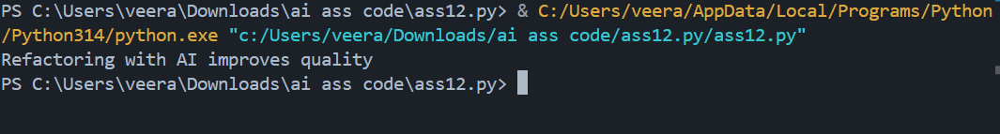 PS C:\Users\veera\Downloads\ai ass code\ass12.py> & C:/Users/veera/AppData/Local/Programs/Python
/Python314/python.exe "c:/Users/veera/Downloads/ai ass code/ass12.py/ass12.py"
Refactoring with AI improves quality
PS C:\Users\veera\Downloads\ai ass code\ass12.py>